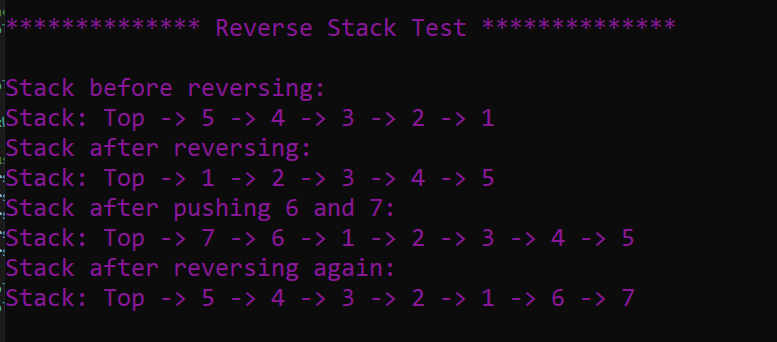 ************** Reverse Stack Test **************
Stack before reversing:
Stack: Top -> 5 -> 4 -> 3 -> 2 -> 1
Stack after reversing:
Stack: Top -> 1 -> 2 -> 3 -> 4 -> 5
Stack after pushing 6 and 7:
Stack: Top -> 7 -> 6 -> 1 -> 2 -> 3 -> 4 -> 5
Stack after reversing again:
Stack: Top -> 5 -> 4 -> 3 -> 2 -> 1 -> 6 -> 7